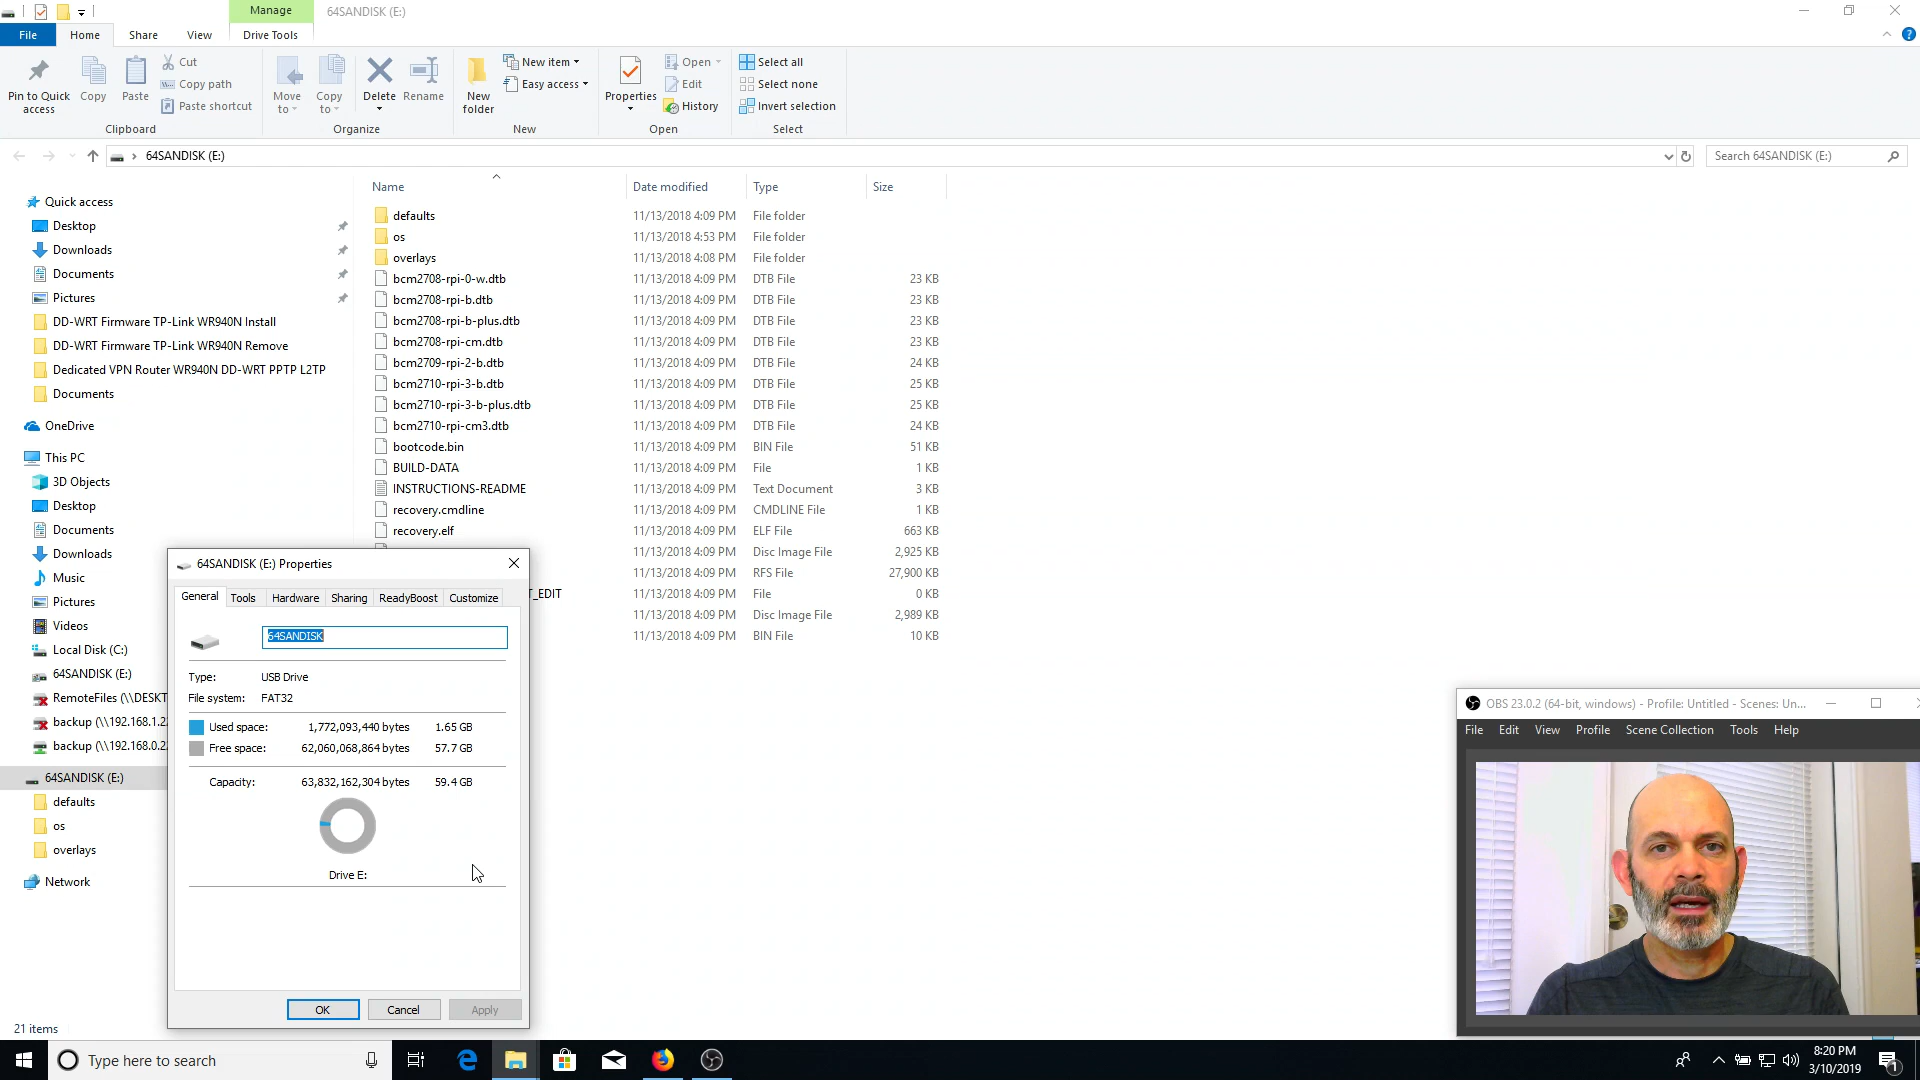 Manage
64SANDISK (E:)
File
Home
Share
View
Drive Tools
Pin to Quick access
Copy
Paste
Cut
Copy path
Paste shortcut
Clipboard
Move to
Copy to
Delete
Rename
Organize
New folder
New item
Easy access
New
Properties
Open
Edit
History
Open
Select all
Select none
Invert selection
Select
64SANDISK (E:)
Search 64SANDISK (E:)
Quick access
Desktop
Downloads
Documents
Pictures
DD-WRT Firmware TP-Link WR940N Install
DD-WRT Firmware TP-Link WR940N Remove
Dedicated VPN Router WR940N DD-WRT PPTP L2TP
Documents
OneDrive
This PC
3D Objects
Desktop
Documents
Downloads
Music
Pictures
Videos
Local Disk (C:)
64SANDISK (E:)
RemoteFiles (\\DESKT
backup (\\192.168.1.2
backup (\\192.168.0.2
64SANDISK (E:)
defaults
os
overlays
Network
21 items
Name Date modified Type Size
defaults 11/13/2018 4:09 PM File folder
os 11/13/2018 4:53 PM File folder
overlays 11/13/2018 4:08 PM File folder
bcm2708-rpi-0-w.dtb 11/13/2018 4:09 PM DTB File 23 KB
bcm2708-rpi-b.dtb 11/13/2018 4:09 PM DTB File 23 KB
bcm2708-rpi-b-plus.dtb 11/13/2018 4:09 PM DTB File 23 KB
bcm2708-rpi-cm.dtb 11/13/2018 4:09 PM DTB File 23 KB
bcm2709-rpi-2-b.dtb 11/13/2018 4:09 PM DTB File 24 KB
bcm2710-rpi-3-b.dtb 11/13/2018 4:09 PM DTB File 25 KB
bcm2710-rpi-3-b-plus.dtb 11/13/2018 4:09 PM DTB File 25 KB
bcm2710-rpi-cm3.dtb 11/13/2018 4:09 PM DTB File 24 KB
bootcode.bin 11/13/2018 4:09 PM BIN File 51 KB
BUILD-DATA 11/13/2018 4:09 PM File 1 KB
INSTRUCTIONS-README 11/13/2018 4:09 PM Text Document 3 KB
recovery.cmdline 11/13/2018 4:09 PM CMDLINE File 1 KB
recovery.elf 11/13/2018 4:09 PM ELF File 663 KB
11/13/2018 4:09 PM Disc Image File 2,925 KB
11/13/2018 4:09 PM RFS File 27,900 KB
T_EDIT 11/13/2018 4:09 PM File 0 KB
11/13/2018 4:09 PM Disc Image File 2,989 KB
11/13/2018 4:09 PM BIN File 10 KB
64SANDISK (E:) Properties
General Tools Hardware Sharing ReadyBoost Customize
64SANDISK
Type: USB Drive
File system: FAT32
Used space: 1,772,093,440 bytes 1.65 GB
Free space: 62,060,068,864 bytes 57.7 GB
Capacity: 63,832,162,304 bytes 59.4 GB
Drive E:
OK Cancel Apply
OBS 23.0.2 (64-bit, windows) - Profile: Untitled - Scenes: Un...
File Edit View Profile Scene Collection Tools Help
Type here to search
8:20 PM
3/10/2019
1